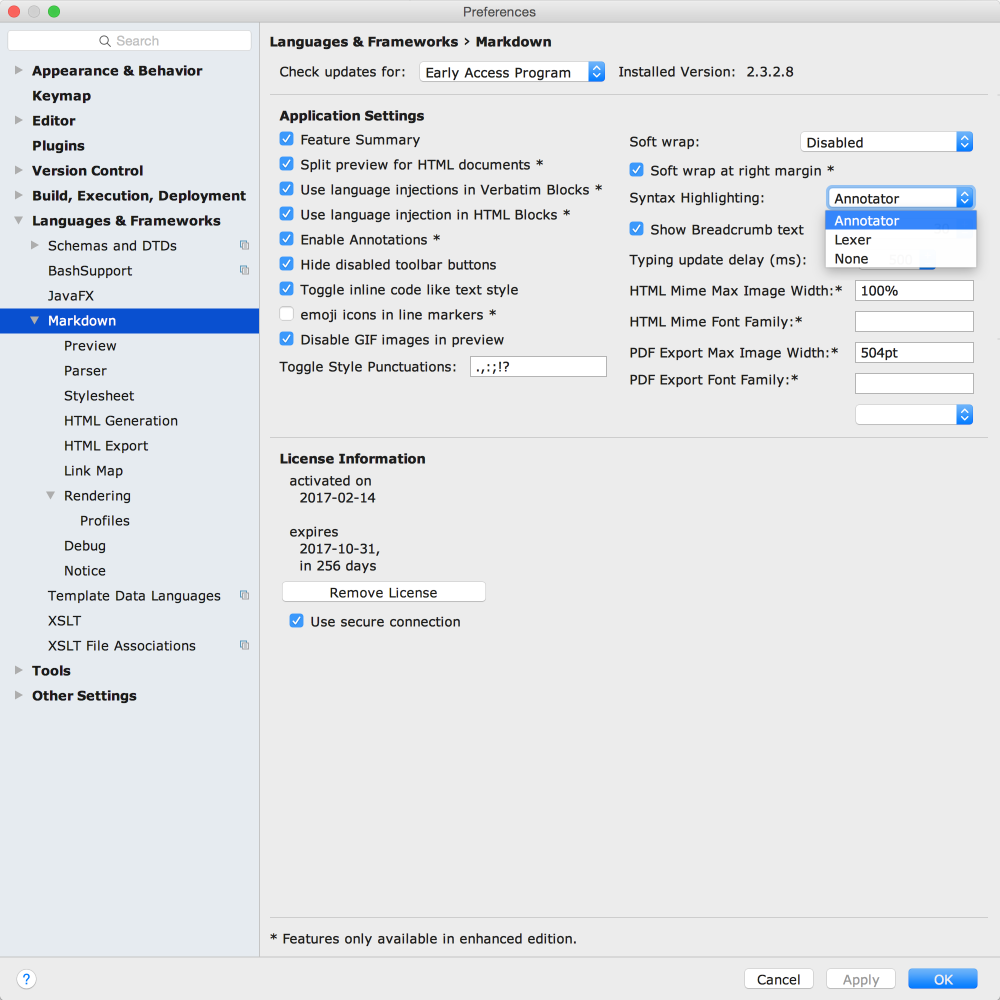 Preferences
Search
Appearance & Behavior
Keymap
Editor
Plugins
Version Control
Build, Execution, Deployment
Languages & Frameworks
Schemas and DTDs
BashSupport
JavaFX
Markdown
Preview
Parser
Stylesheet
HTML Generation
HTML Export
Link Map
Rendering
Profiles
Debug
Notice
Template Data Languages
XSLT
XSLT File Associations
Tools
Other Settings
Languages & Frameworks › Markdown
Check updates for: Early Access Program Installed Version: 2.3.2.8
Application Settings
Feature Summary
Split preview for HTML documents *
Use language injections in Verbatim Blocks *
Use language injection in HTML Blocks *
Enable Annotations *
Hide disabled toolbar buttons
Toggle inline code like text style
emoji icons in line markers *
Disable GIF images in preview
Toggle Style Punctuations: .,:;!?
Soft wrap: Disabled
Soft wrap at right margin *
Syntax Highlighting: Annotator
Annotator
Lexer
None
Show Breadcrumb text
Typing update delay (ms): 500
HTML Mime Max Image Width:* 100%
HTML Mime Font Family:*
PDF Export Max Image Width:* 504pt
PDF Export Font Family:*
License Information
activated on
2017-02-14
expires
2017-10-31,
in 256 days
Remove License
Use secure connection
* Features only available in enhanced edition.
?
Cancel
Apply
OK